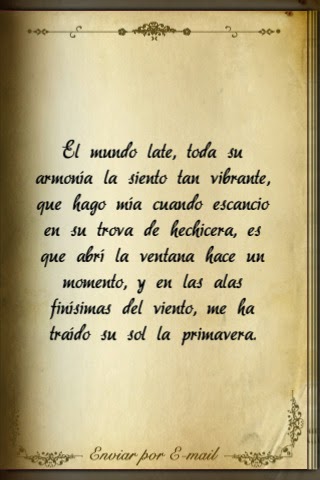 El mundo late, toda su
armonía la siento tan vibrante,
que hago mía cuando escancio
en su trova de hechicera, es
que abrí la ventana hace un
momento, y en las alas
finísimas del viento, me ha
traído su sol la primavera.
Enviar por E-mail